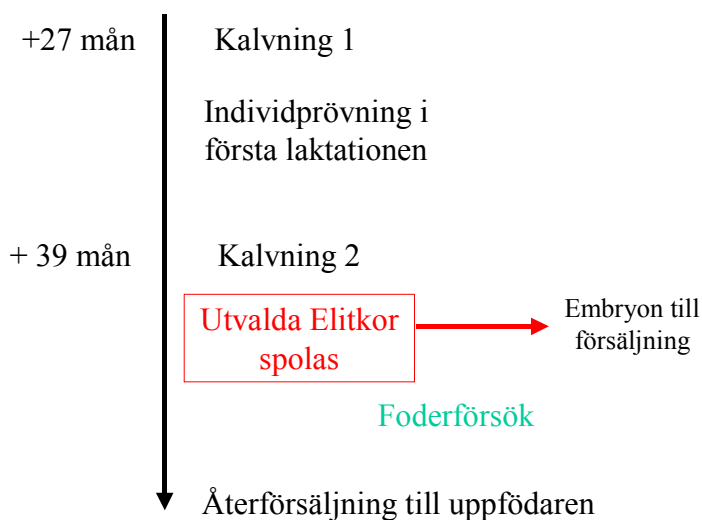 +27 mån Kalvning 1
Individprövning i
första laktationen
+ 39 mån Kalvning 2
Utvalda Elitkor
spolas
Embryon till
försäljning
Foderförsök
Återförsäljning till uppfödaren